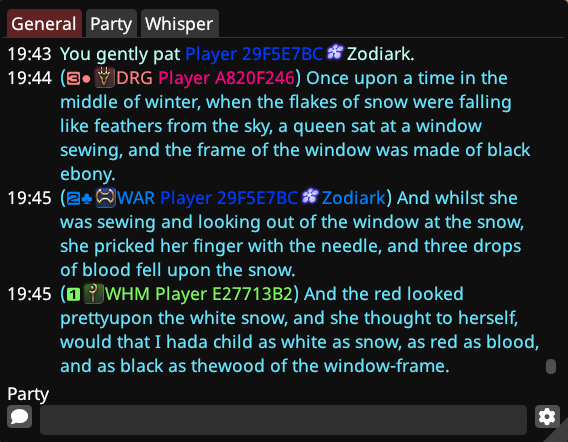 General Party Whisper
19:43 You gently pat Player 29F5E7BC Zodiark.
19:44 (3●DRG Player A820F246) Once upon a time in the
middle of winter, when the flakes of snow were falling
like feathers from the sky, a queen sat at a window
sewing, and the frame of the window was made of black
ebony.
19:45 (2♣WAR Player 29F5E7BC Zodiark) And whilst she
was sewing and looking out of the window at the snow,
she pricked her finger with the needle, and three drops
of blood fell upon the snow.
19:45 (1WHM Player E27713B2) And the red looked
prettyupon the white snow, and she thought to herself,
would that I hada child as white as snow, as red as blood,
and as black as thewood of the window-frame.
Party